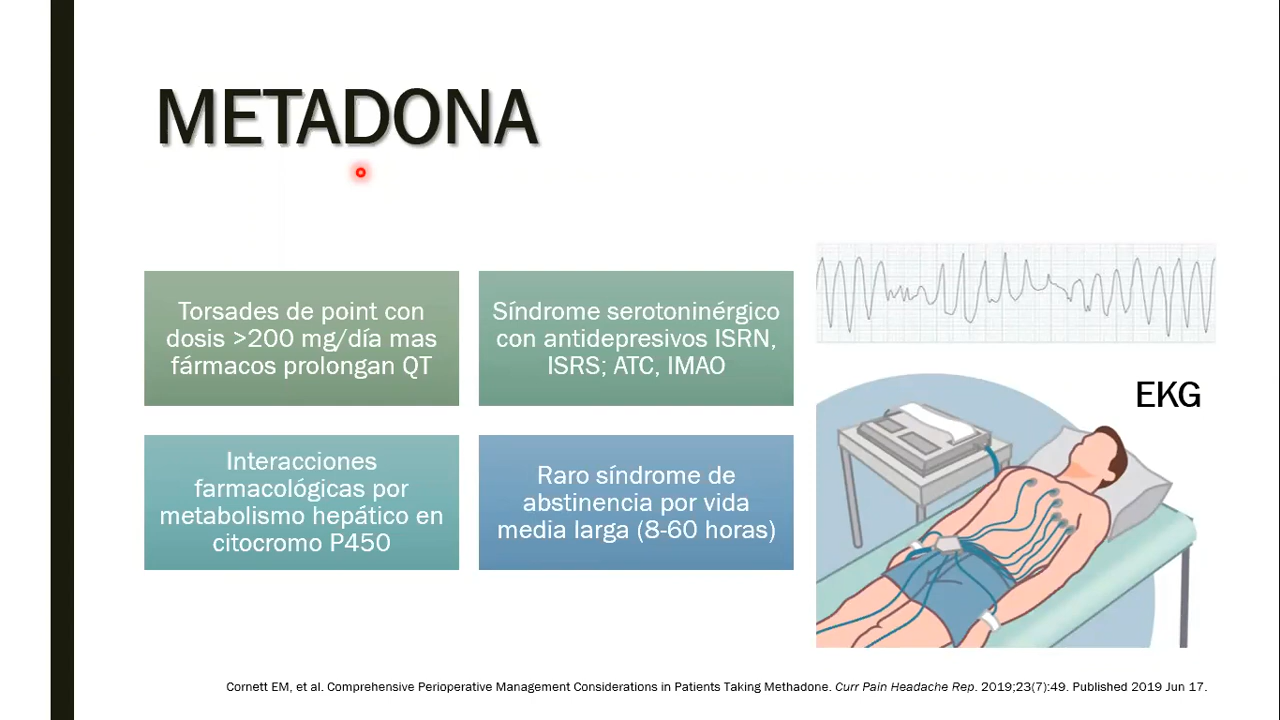 METADONA
Torsades de point con
dosis >200 mg/día mas
fármacos prolongan QT
Síndrome serotoninérgico
con antidepresivos ISRN,
ISRS; ATC, IMAO
Interacciones
farmacológicas por
metabolismo hepático en
citocromo P450
Raro síndrome de
abstinencia por vida
media larga (8-60 horas)
EKG
Cornett EM, et al. Comprehensive Perioperative Management Considerations in Patients Taking Methadone. Curr Pain Headache Rep. 2019;23(7):49. Published 2019 Jun 17.